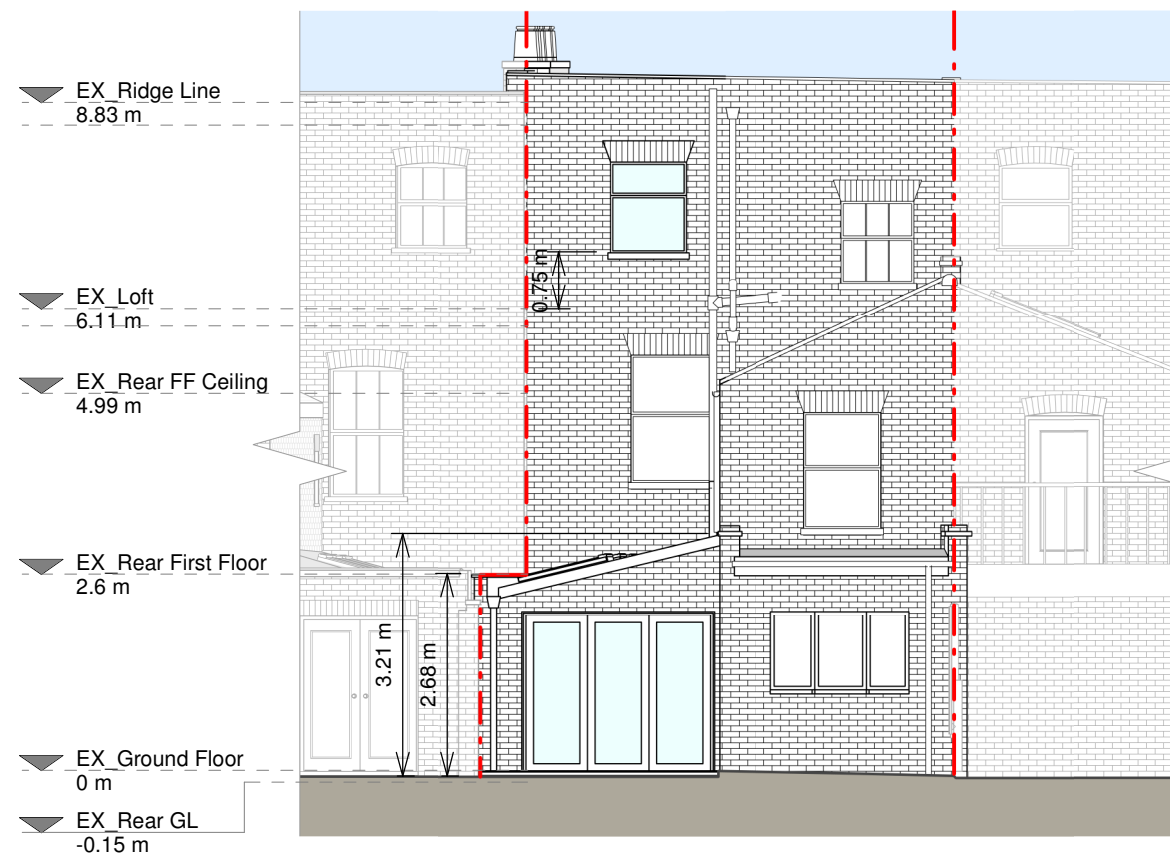 EX_Ridge Line
8.83 m
0.75 m
EX_Loft
6.11 m
EX_Rear FF Ceiling
4.99 m
EX_Rear First Floor
2.6 m
3.21 m
2.68 m
EX_Ground Floor
0 m
EX_Rear GL
-0.15 m